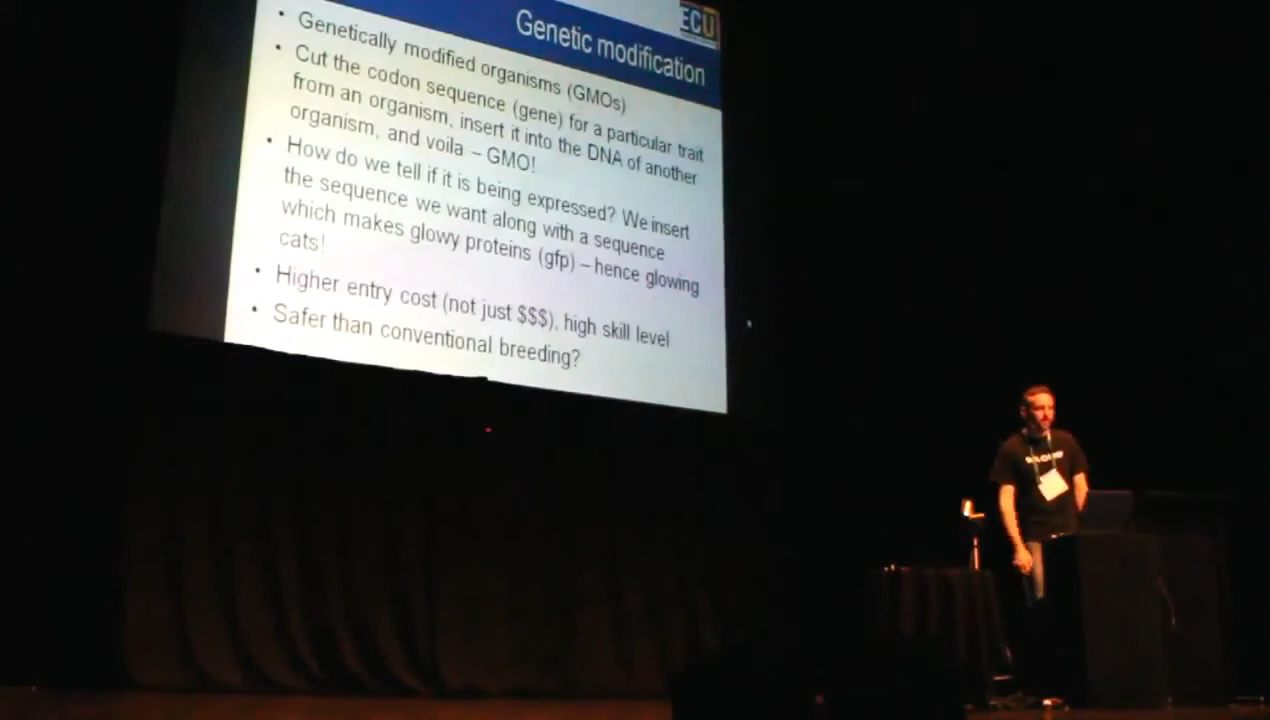 ECU
Genetic modification
• Genetically modified organisms (GMOs)
• Cut the codon sequence (gene) for a particular trait
from an organism, insert it into the DNA of another
organism, and voila – GMO!
• How do we tell if it is being expressed? We insert
the sequence we want along with a sequence
which makes glowy proteins (gfp) – hence glowing
cats!
• Higher entry cost (not just $$$), high skill level
• Safer than conventional breeding?